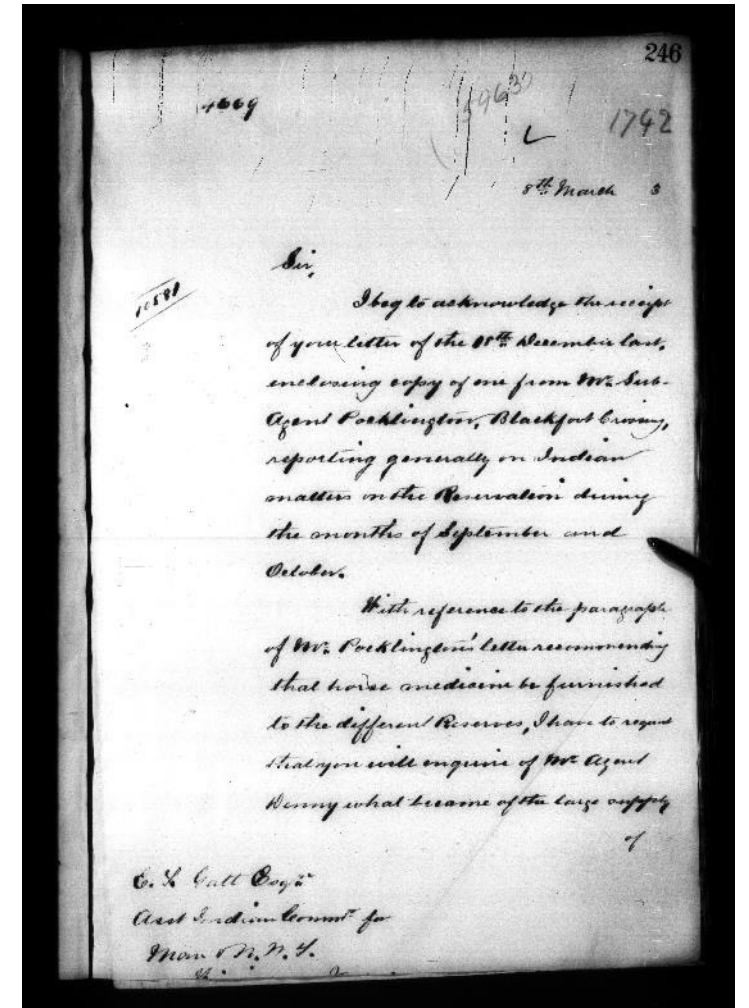 246
4669
5963
L
1742
8th March 3
Sir,
10581
I beg to acknowledge the receipt
of your letter of the 18th December last,
enclosing copy of one from Mr. Sub-
Agent Pocklington, Blackfoot Crossing,
reporting generally on Indian
matters on the Reservation during
the months of September and
October.
With reference to the paragraph
of Mr. Pocklington's letter recommending
that horse medicine be furnished
to the different Reserves, I have to request
that you will enquire of Mr. Agent
Denny what became of the large supply
of
E. T. Galt Esqre
Asst Indian Commr for
Man & N. W. T.